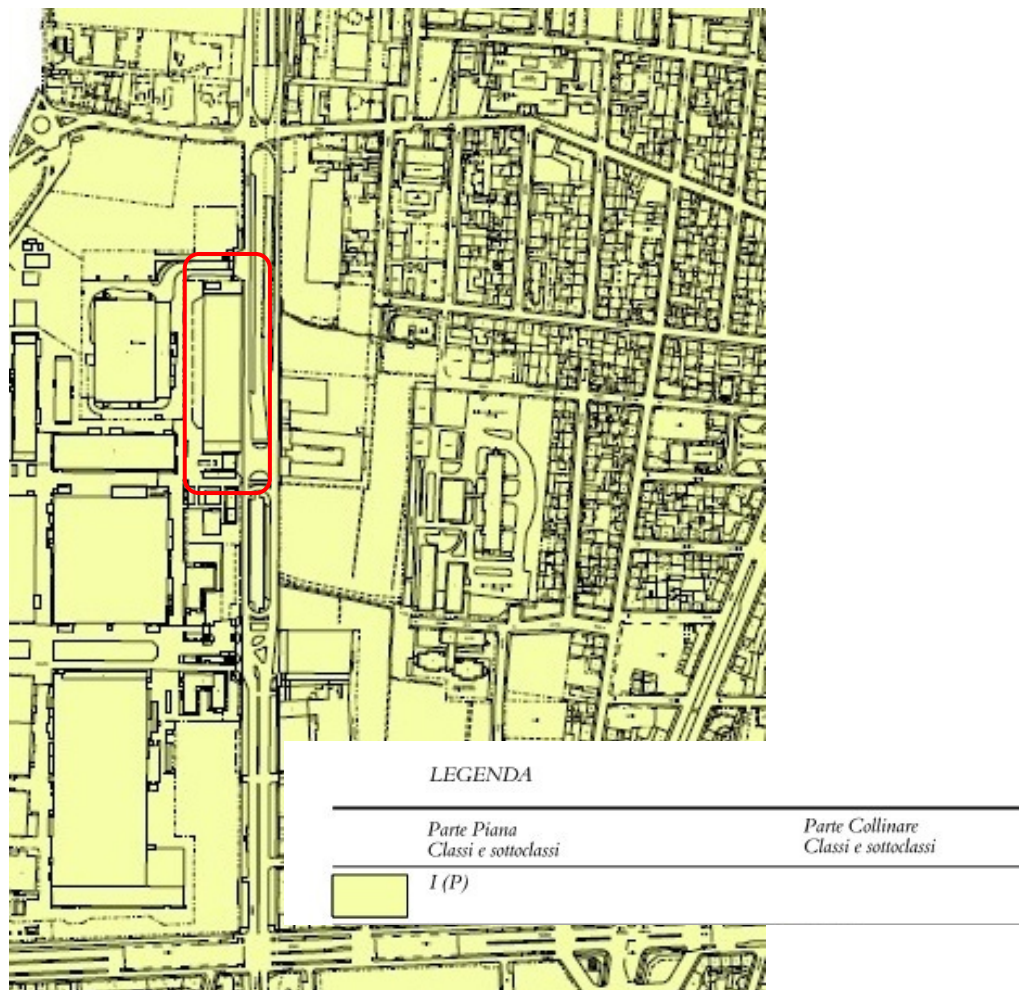 LEGENDA
Parte Piana
Classi e sottoclassi
Parte Collinare
Classi e sottoclassi
I (P)